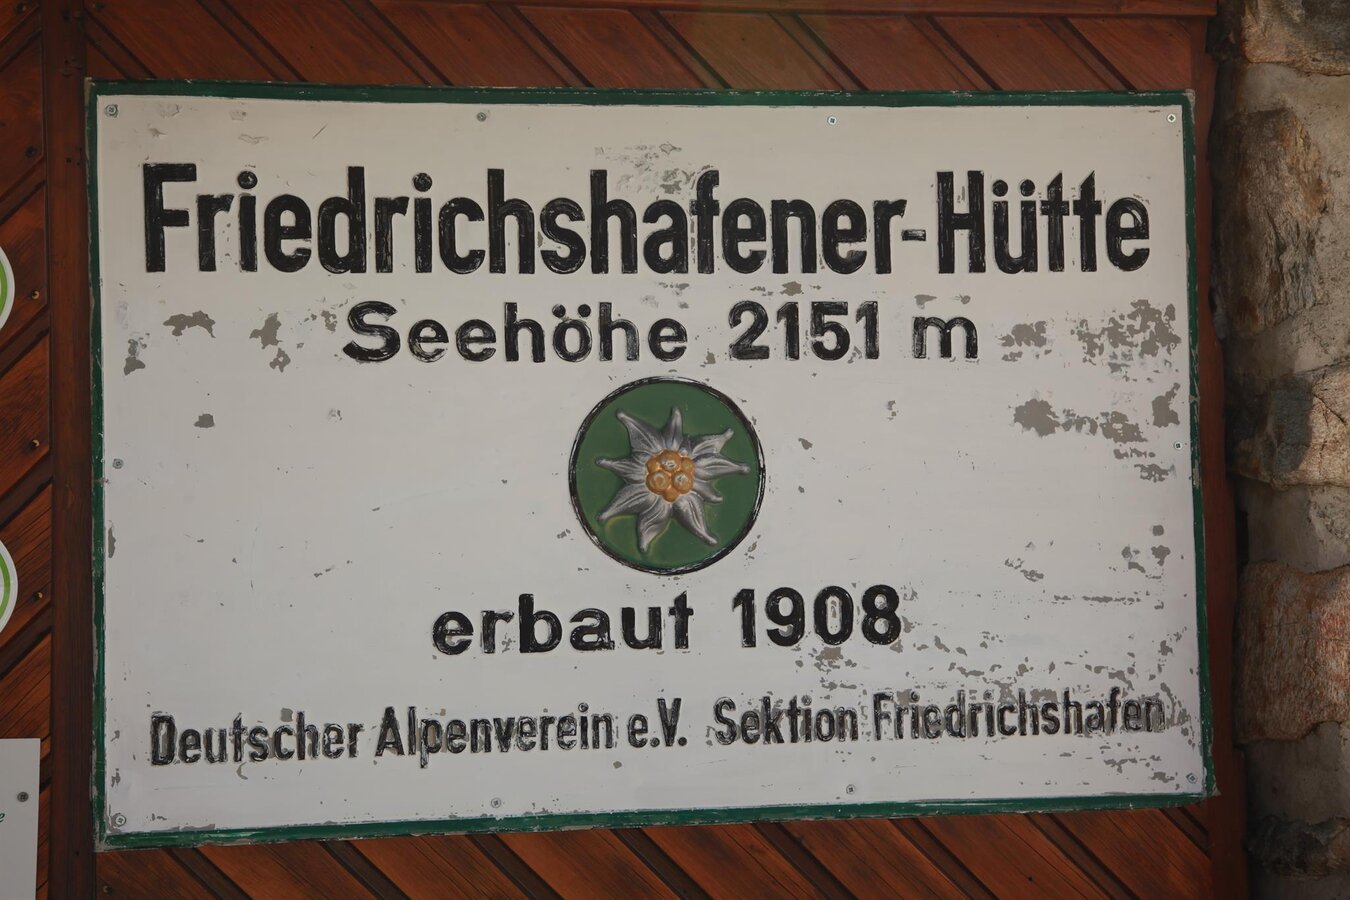 Friedrichshafener-Hütte
Seehöhe 2151 m
erbaut 1908
Deutscher Alpenverein e.V. Sektion Friedrichshafen